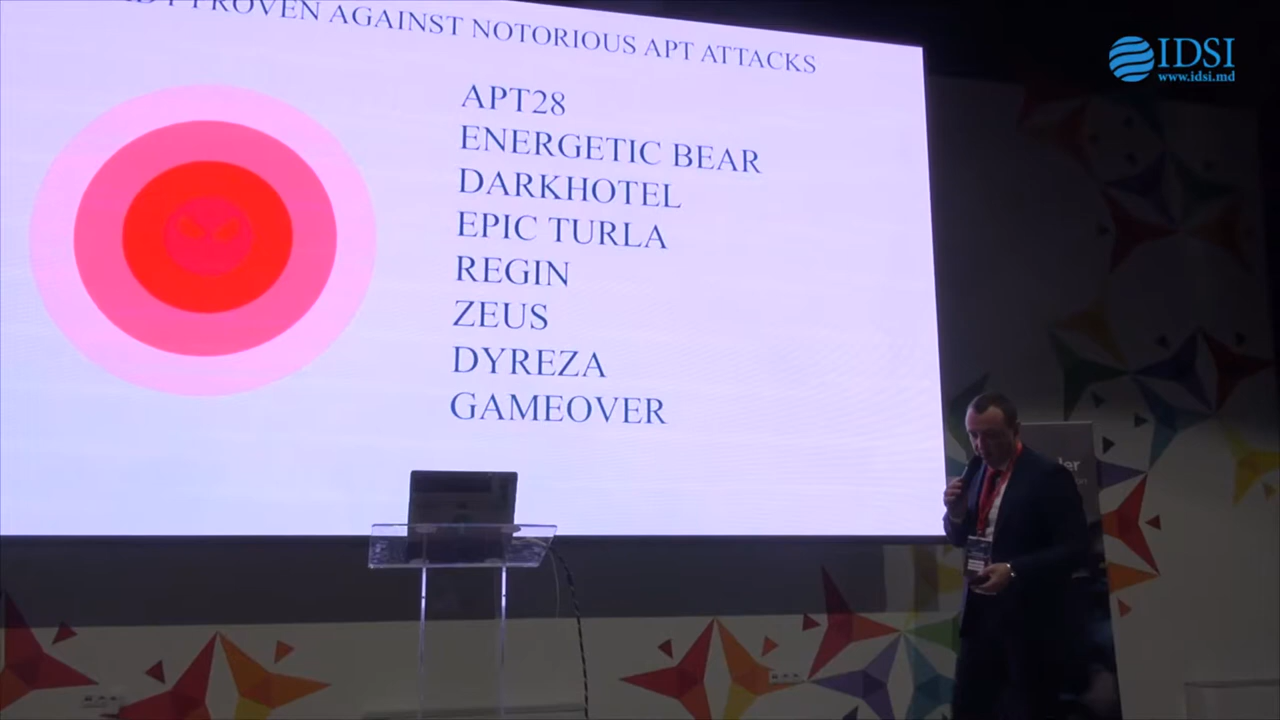 PROVEN AGAINST NOTORIOUS APT ATTACKS
IDSI
www.idsi.md
APT28
ENERGETIC BEAR
DARKHOTEL
EPIC TURLA
REGIN
ZEUS
DYREZA
GAMEOVER